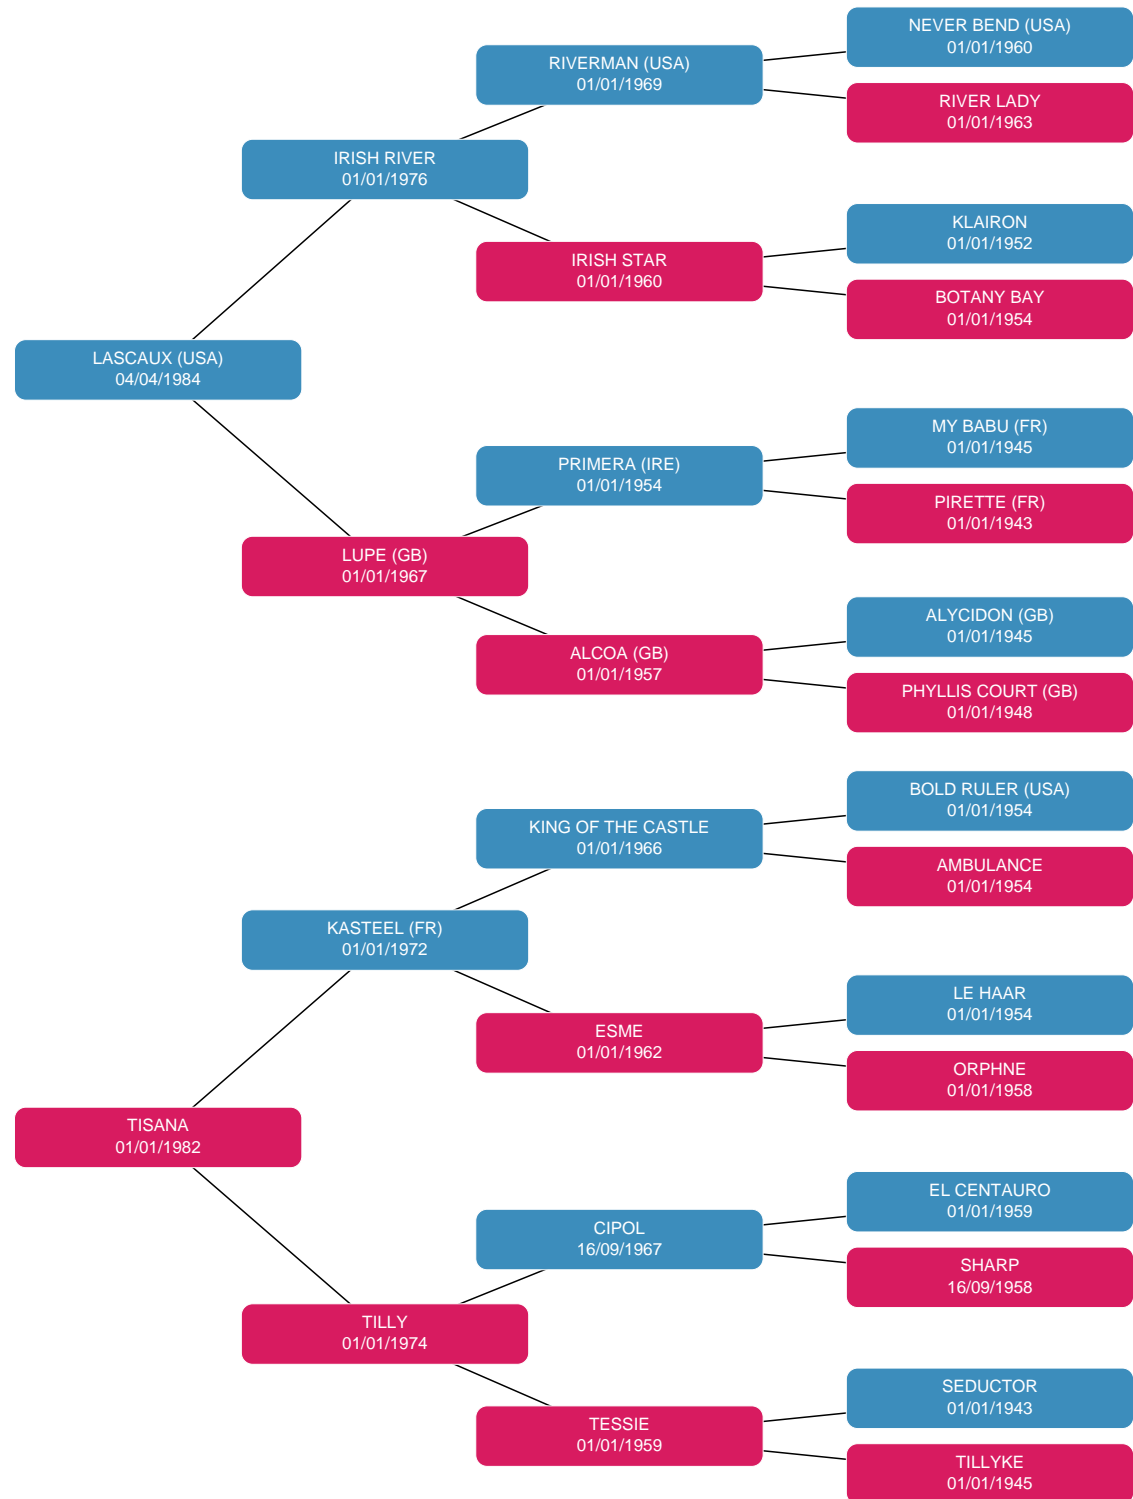 NEVER BEND (USA)
01/01/1960
RIVERMAN (USA)
01/01/1969
RIVER LADY
01/01/1963
IRISH RIVER
01/01/1976
KLAIRON
01/01/1952
IRISH STAR
01/01/1960
BOTANY BAY
01/01/1954
LASCAUX (USA)
04/04/1984
MY BABU (FR)
01/01/1945
PRIMERA (IRE)
01/01/1954
PIRETTE (FR)
01/01/1943
LUPE (GB)
01/01/1967
ALYCIDON (GB)
01/01/1945
ALCOA (GB)
01/01/1957
PHYLLIS COURT (GB)
01/01/1948
BOLD RULER (USA)
01/01/1954
KING OF THE CASTLE
01/01/1966
AMBULANCE
01/01/1954
KASTEEL (FR)
01/01/1972
LE HAAR
01/01/1954
ESME
01/01/1962
ORPHNE
01/01/1958
TISANA
01/01/1982
EL CENTAURO
01/01/1959
CIPOL
16/09/1967
SHARP
16/09/1958
TILLY
01/01/1974
SEDUCTOR
01/01/1943
TESSIE
01/01/1959
TILLYKE
01/01/1945